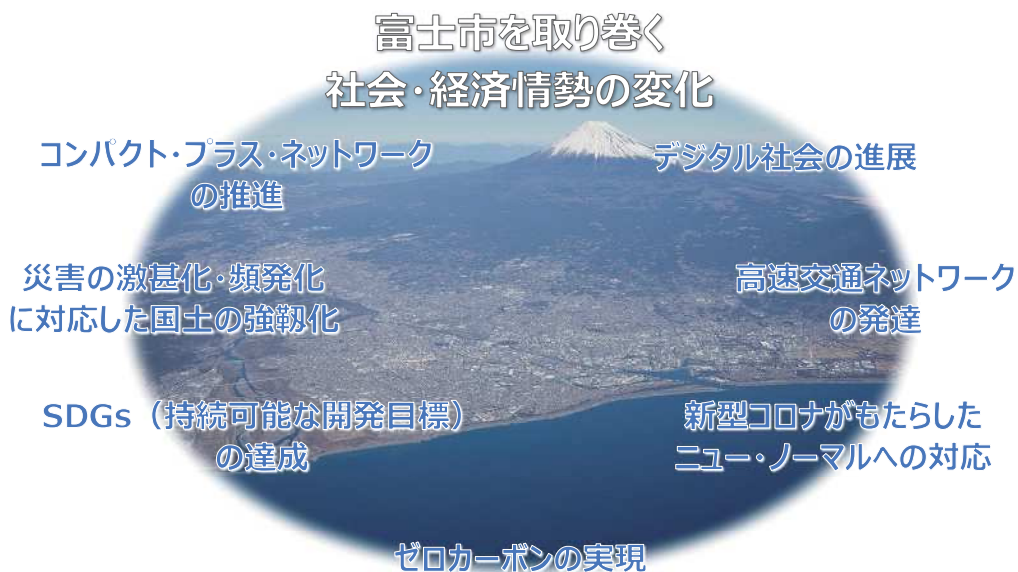 富士市を取り巻く
社会・経済情勢の変化
コンパクト・プラス・ネットワーク
の推進
デジタル社会の進展
災害の激甚化・頻発化
に対応した国土の強靱化
高速交通ネットワーク
の発達
SDGs（持続可能な開発目標）
の達成
新型コロナがもたらした
ニュー・ノーマルへの対応
ゼロカーボンの実現